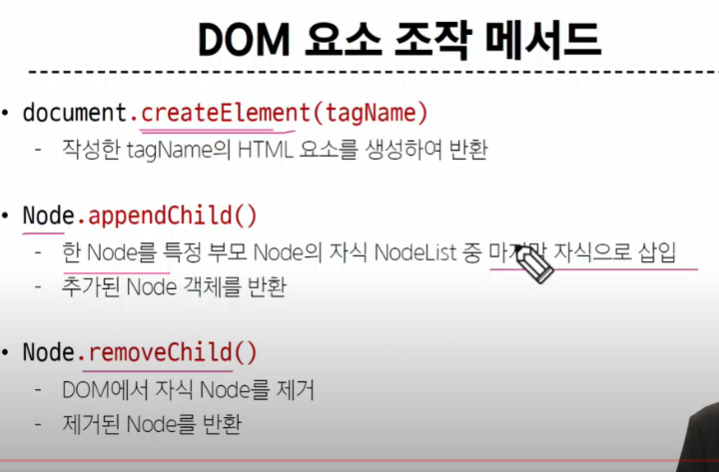 DOM 요소 조작 메서드
• document.createElement(tagName)
- 작성한 tagName의 HTML 요소를 생성하여 반환
• Node.appendChild()
- 한 Node를 특정 부모 Node의 자식 NodeList 중 마지막 자식으로 삽입
- 추가된 Node 객체를 반환
• Node.removeChild()
- DOM에서 자식 Node를 제거
- 제거된 Node를 반환